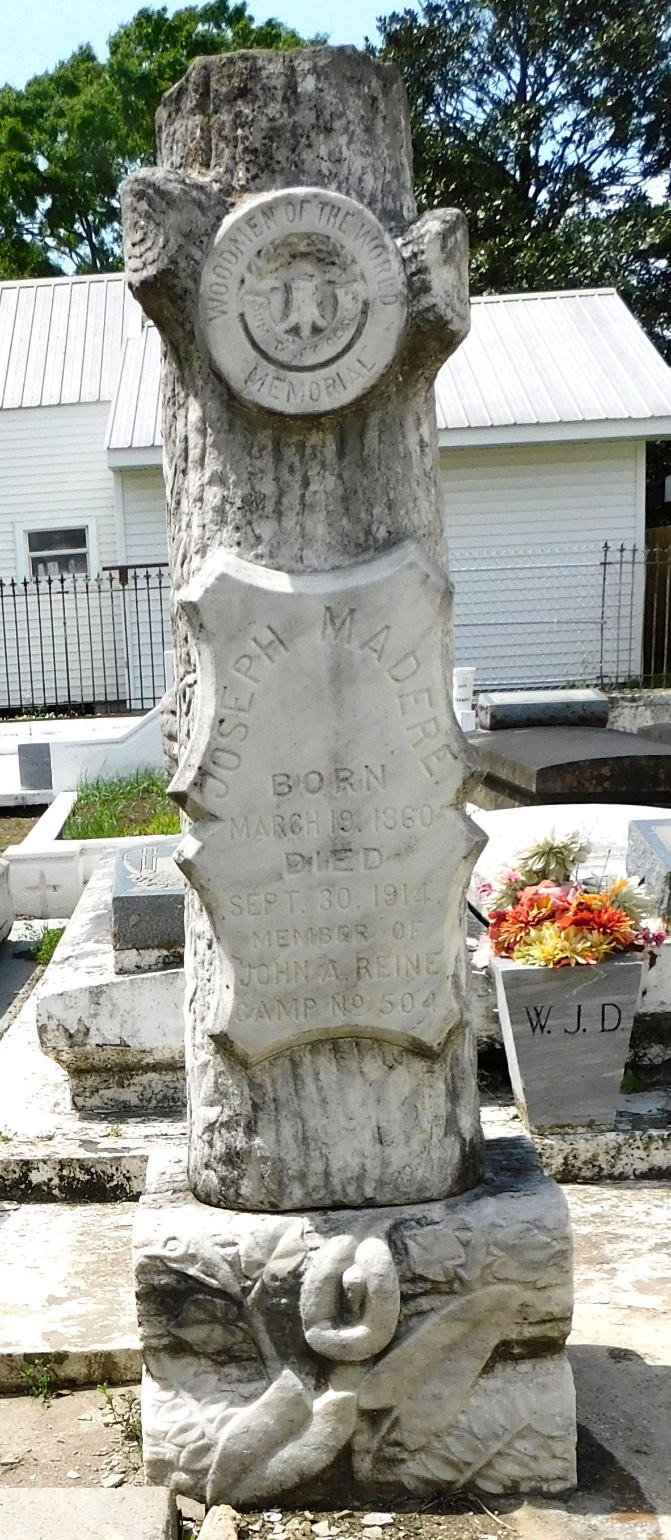 WOODMEN OF THE WORLD
MEMORIAL
JOSEPH MADERE
BORN
MARCH 19, 1860
DIED
SEPT. 30, 1914.
MEMBER OF
JOHN A. REINE
CAMP No. 504
W. J. D.